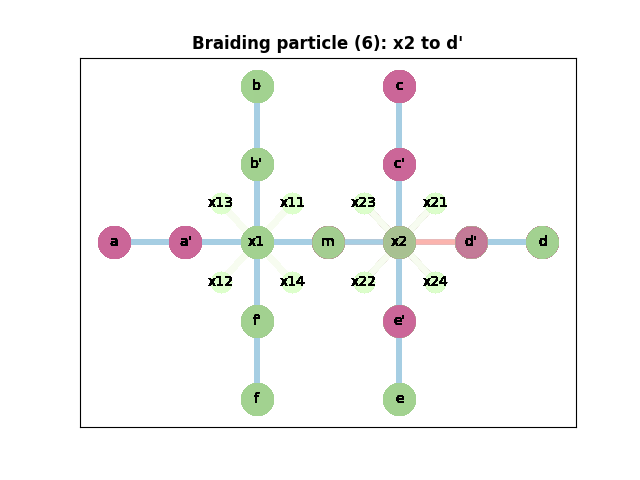 Braiding particle (6): x2 to d'
b
c
b'
c'
x13 x11 x23 x21
a a' x1 m x2 d' d
x12 x14 x22 x24
f' e'
f e